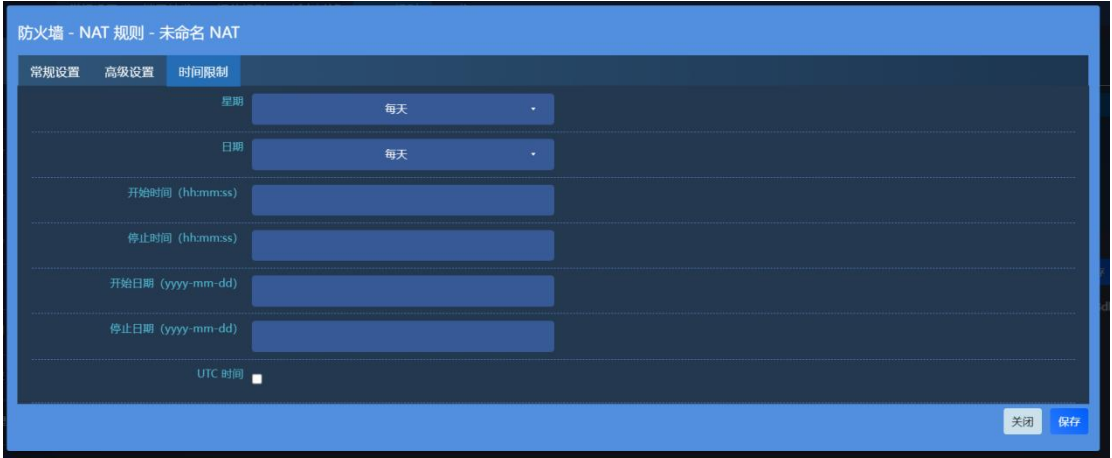 防火墙 - NAT 规则 - 未命名 NAT
常规设置 高级设置 时间限制
星期 每天
日期 每天
开始时间（hh:mm:ss）
停止时间（hh:mm:ss）
开始日期（yyyy-mm-dd）
停止日期（yyyy-mm-dd）
UTC 时间
关闭 保存